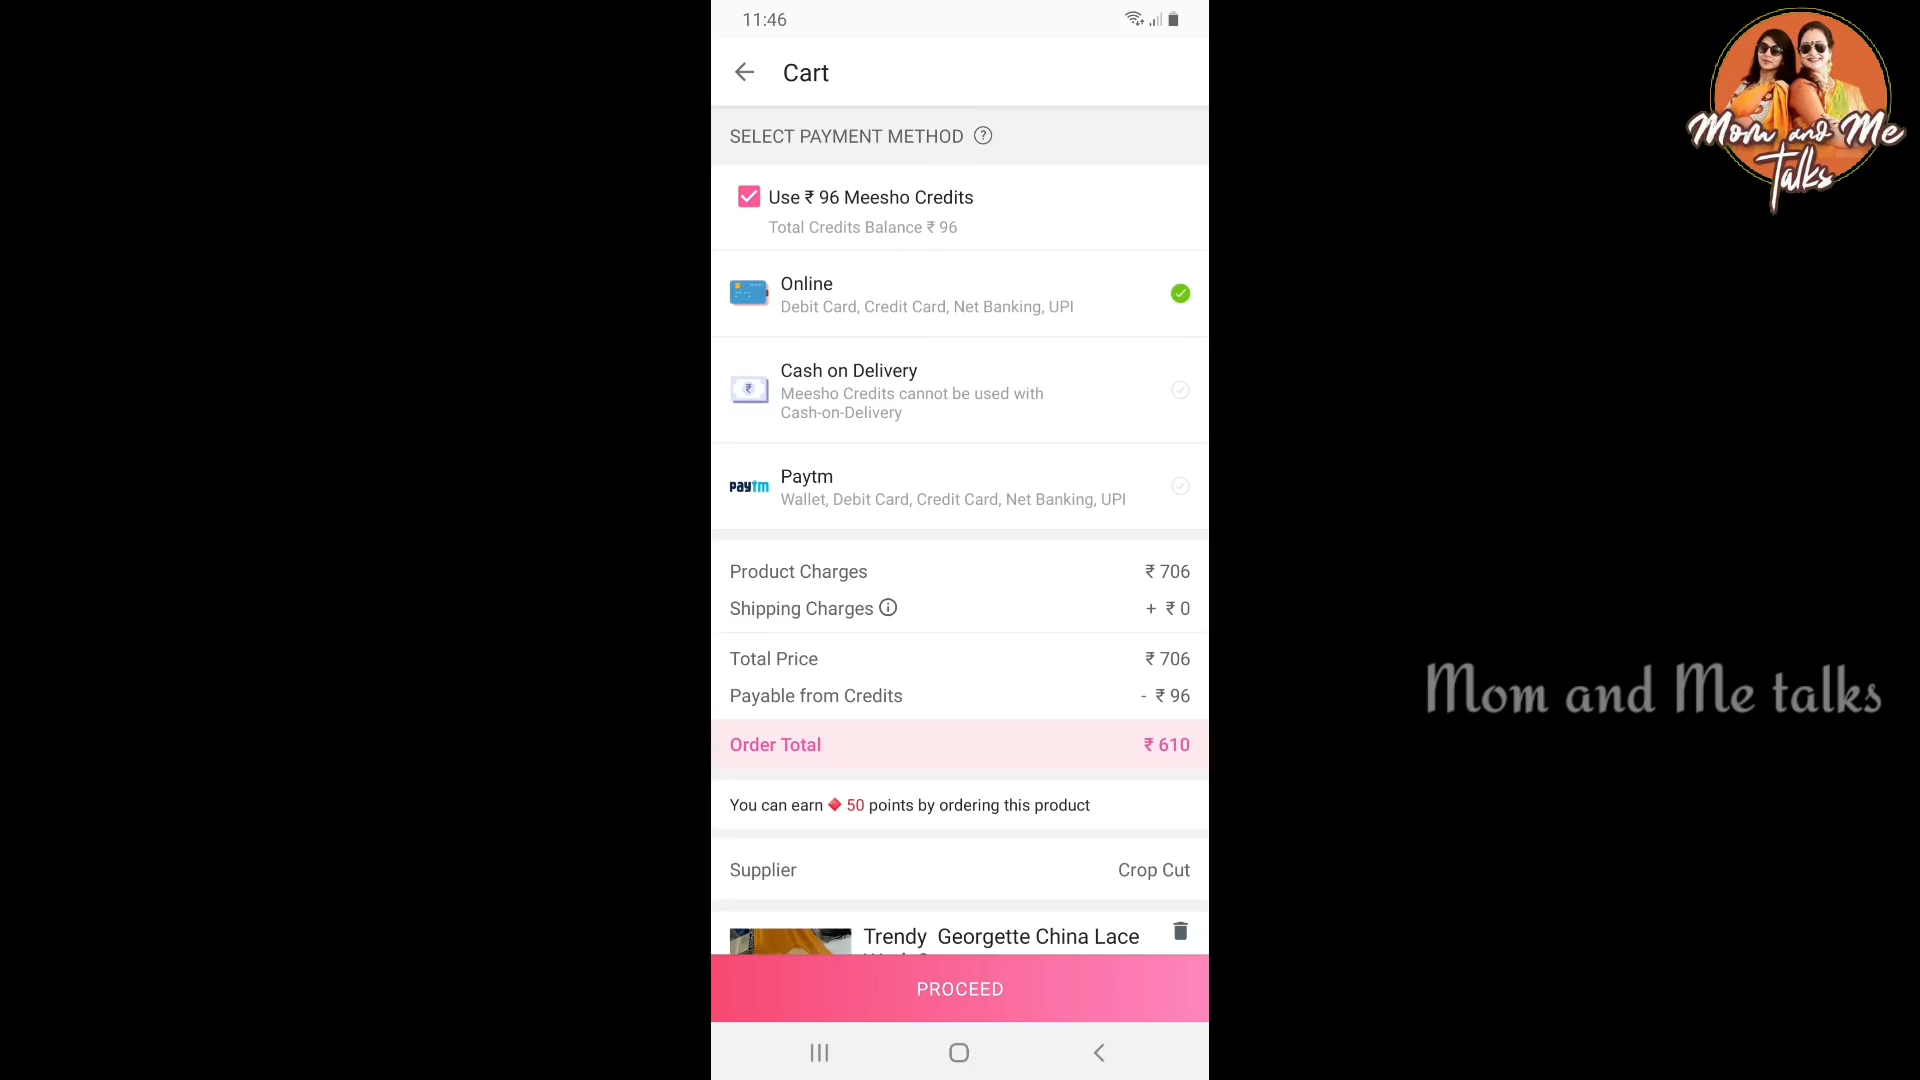 11:46
Cart
SELECT PAYMENT METHOD ?
Use ₹ 96 Meesho Credits
Total Credits Balance ₹ 96
Online
Debit Card, Credit Card, Net Banking, UPI
Cash on Delivery
Meesho Credits cannot be used with
Cash-on-Delivery
paytm
Paytm
Wallet, Debit Card, Credit Card, Net Banking, UPI
Product Charges ₹ 706
Shipping Charges + ₹ 0
Total Price ₹ 706
Payable from Credits - ₹ 96
Order Total ₹ 610
You can earn 50 points by ordering this product
Supplier Crop Cut
Trendy Georgette China Lace
PROCEED
Mom and Me
Talks
Mom and Me talks